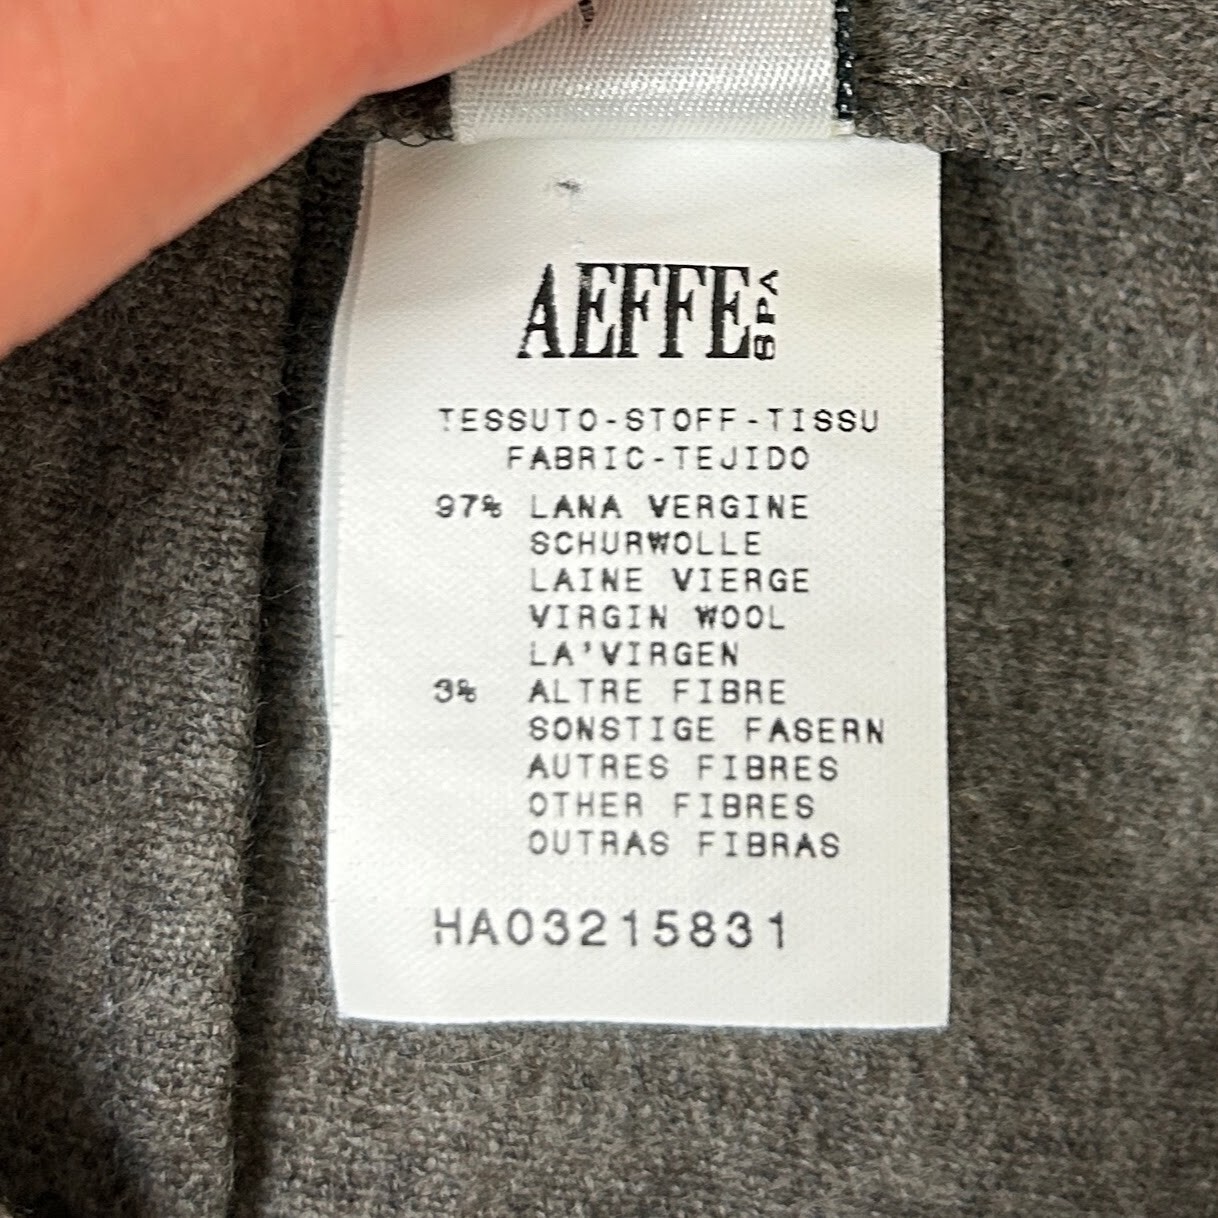 AEFFE SPA
TESSUTO-STOFF-TISSU
FABRIC-TEJIDO
97% LANA VERGINE
SCHURWOLLE
LAINE VIERGE
VIRGIN WOOL
LA'VIRGEN
3% ALTRE FIBRE
SONSTIGE FASERN
AUTRES FIBRES
OTHER FIBRES
OUTRAS FIBRAS
HA03215831